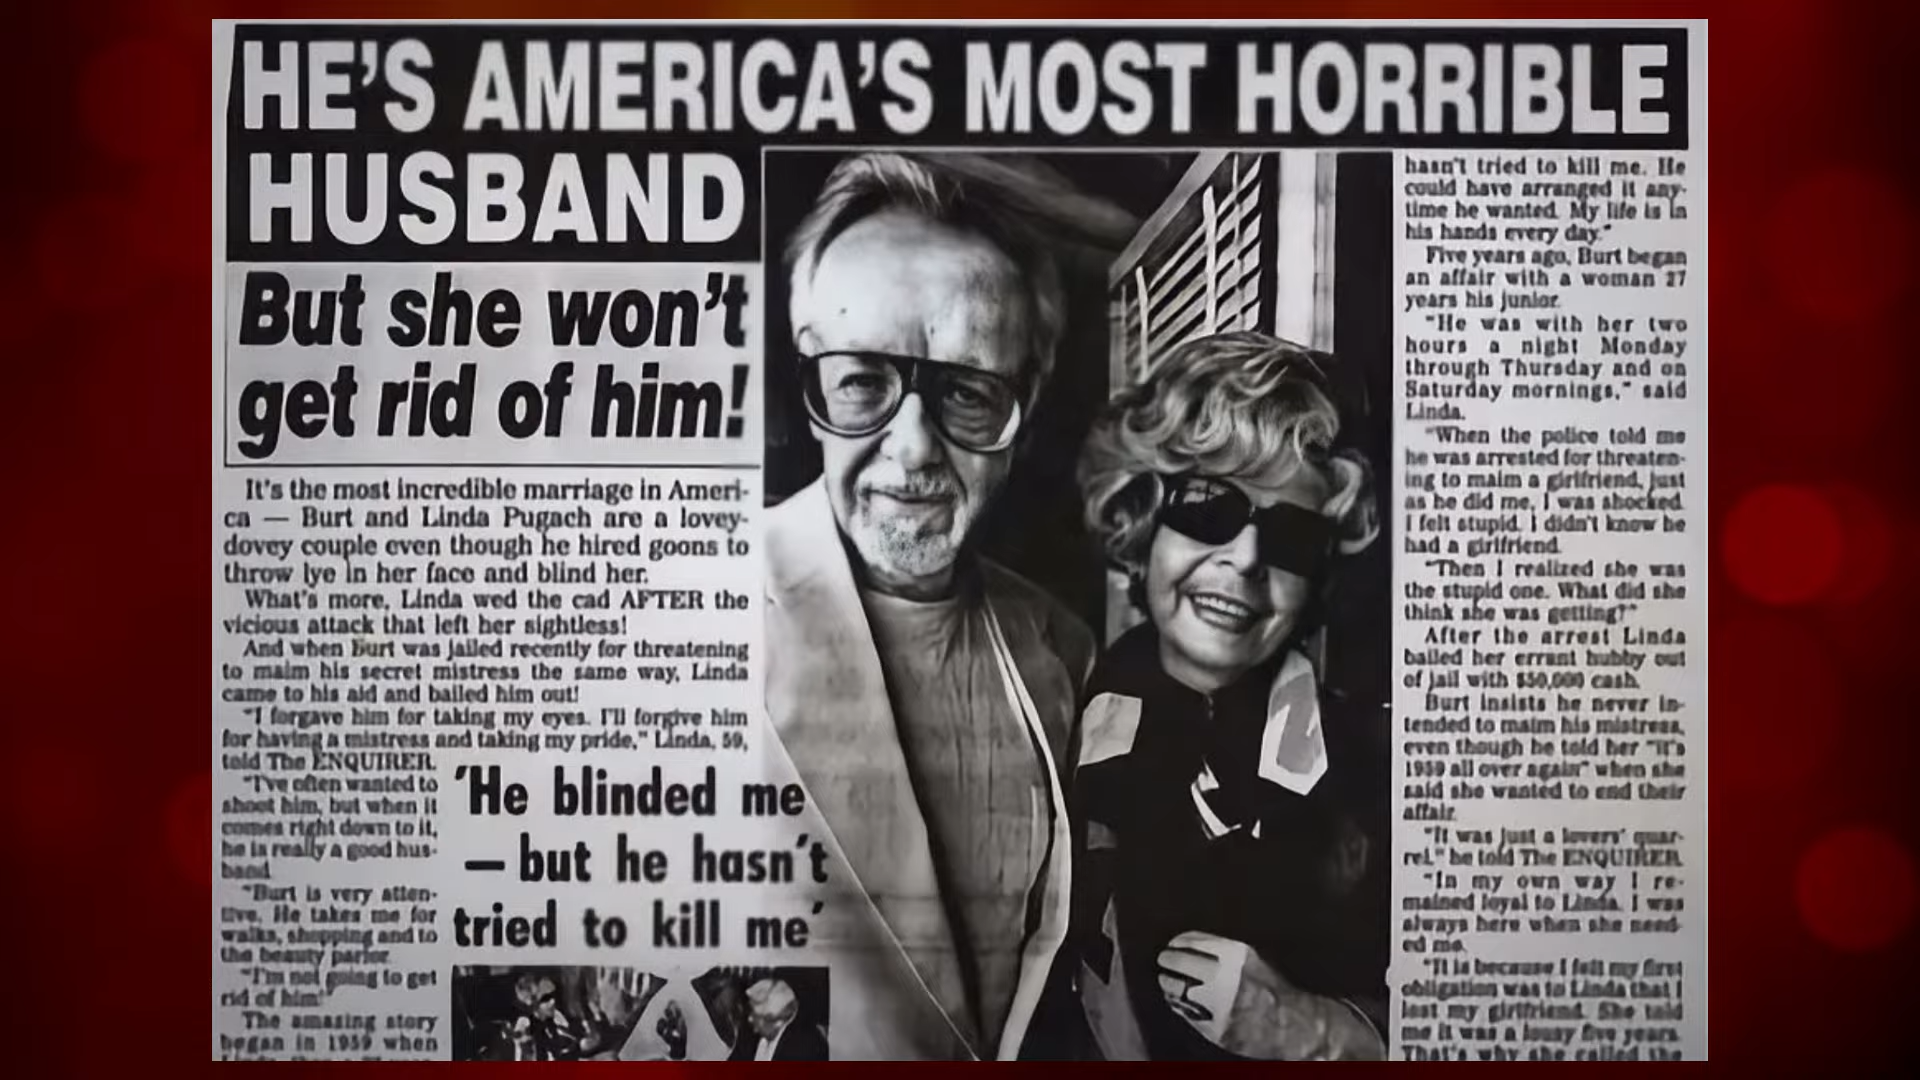 HE'S AMERICA'S MOST HORRIBLE
HUSBAND
But she won't
get rid of him!
It's the most incredible marriage in Ameri-
ca — Burt and Linda Pugach are a lovey-
dovey couple even though he hired goons to
throw lye in her face and blind her.
What's more, Linda wed the cad AFTER the
vicious attack that left her sightless!
And when Burt was jailed recently for threatening
to maim his secret mistress the same way, Linda
came to his aid and bailed him out!
"I forgave him for taking my eyes. I'll forgive him
for having a mistress and taking my pride," Linda, 59,
told The ENQUIRER.
"I've often wanted to
shoot him, but when it
comes right down to it,
he is really a good hus-
band.
"Burt is very atten-
tive. He takes me for
walks, shopping and to
the beauty parlor.
"I'm not going to get
rid of him!"
The amazing story
began in 1959 when
'He blinded me
— but he hasn't
tried to kill me'
hasn't tried to kill me. He
could have arranged it any-
time he wanted. My life is in
his hands every day."
Five years ago, Burt began
an affair with a woman 27
years his junior.
"He was with her two
hours a night Monday
through Thursday and on
Saturday mornings," said
Linda.
"When the police told me
he was arrested for threaten-
ing to maim a girlfriend, just
as he did me, I was shocked.
I felt stupid. I didn't know he
had a girlfriend.
"Then I realized she was
the stupid one. What did she
think she was getting?"
After the arrest Linda
bailed her errant hubby out
of jail with $50,000 cash.
Burt insists he never in-
tended to maim his mistress,
even though he told her "it's
1959 all over again" when she
said she wanted to end their
affair.
"It was just a lovers' quar-
rel," he told The ENQUIRER.
"In my own way I re-
mained loyal to Linda. I was
always here when she need-
ed me.
"It is because I felt my first
obligation was to Linda that I
lost my girlfriend. She told
me it was a lousy five years.
That's why she called the